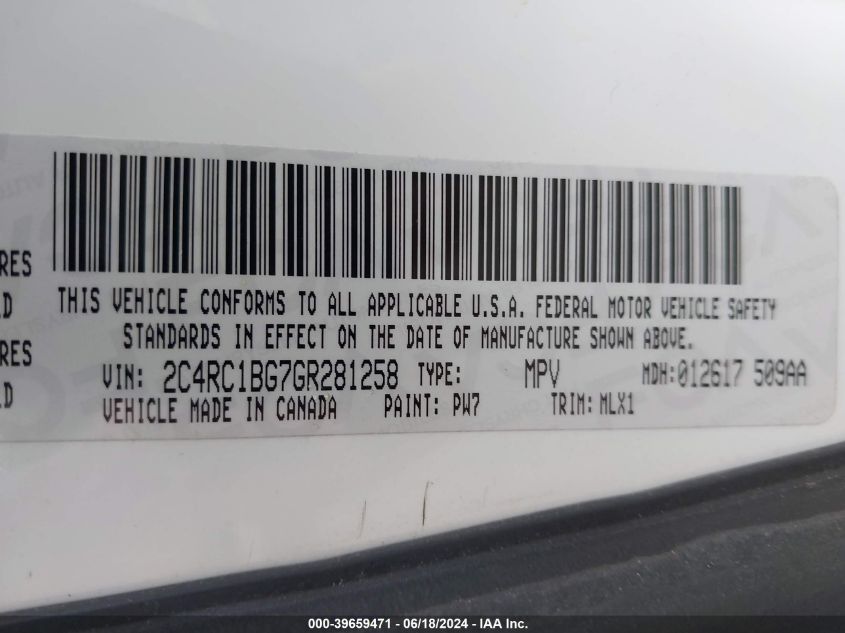 RES
D
THIS VEHICLE CONFORMS TO ALL APPLICABLE U.S.A. FEDERAL MOTOR VEHICLE SAFETY
STANDARDS IN EFFECT ON THE DATE OF MANUFACTURE SHOWN ABOVE.
RES
D
VIN: 2C4RC1BG7GR281258 TYPE: MPV MDH:012617 509AA
VEHICLE MADE IN CANADA PAINT: PW7 TRIM: MLX1
000-39659471 - 06/18/2024 - IAA Inc.